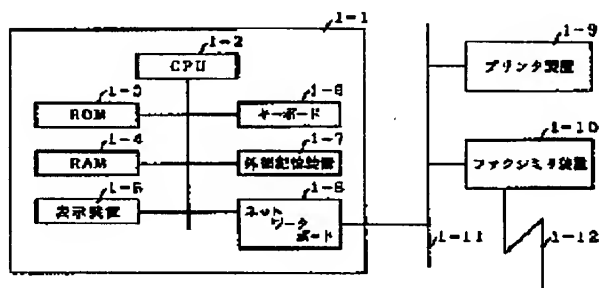 1-1
1-2
CPU
1-3
ROM
1-4
RAM
1-5
表示装置
1-6
キーボード
1-7
外部記憶装置
1-8
ネット
ワーク
ボード
1-9
プリンタ装置
1-10
ファクシミリ装置
1-11
1-12